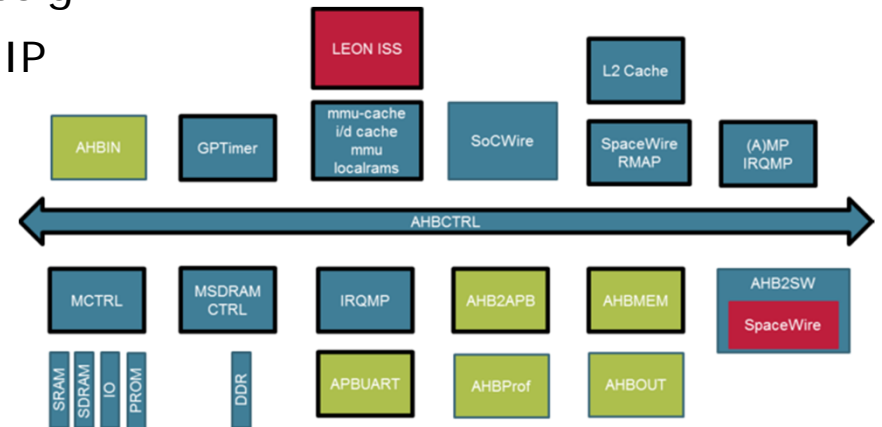 IP
LEON ISS
L2 Cache
AHBIN
GPTimer
mmu-cache
i/d cache
mmu
localrams
SoCWire
SpaceWire
RMAP
(A)MP
IRQMP
AHBCTRL
MCTRL
MSDRAM
CTRL
IRQMP
AHB2APB
AHBMEM
AHB2SW
SpaceWire
SRAM
SDRAM
IO
PROM
DDR
APBUART
AHBProf
AHBOUT